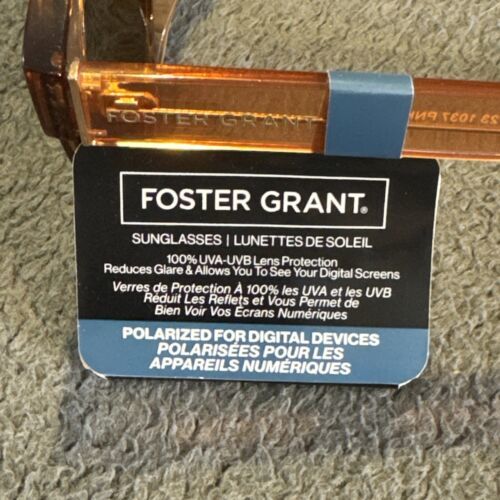 FOSTER GRANT
FOSTER GRANT®
SUNGLASSES | LUNETTES DE SOLEIL
100% UVA-UVB Lens Protection
Reduces Glare & Allows You To See Your Digital Screens
Verres de Protection À 100% les UVA et les UVB
Réduit Les Reflets et Vous Permet de
Bien Voir Vos Écrans Numériques
POLARIZED FOR DIGITAL DEVICES
POLARISÉES POUR LES
APPAREILS NUMÉRIQUES